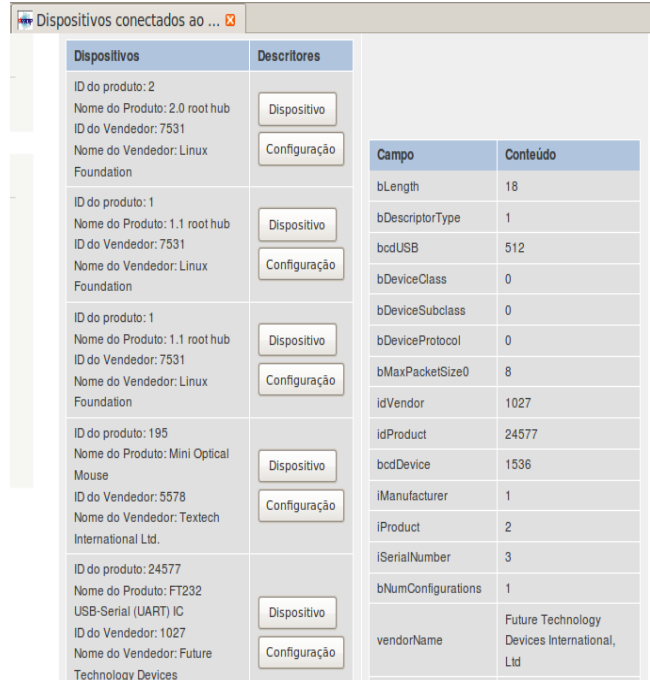 Dispositivos conectados ao ...
Dispositivos Descritores
ID do produto: 2
Nome do Produto: 2.0 root hub
ID do Vendedor: 7531
Nome do Vendedor: Linux
Foundation
Dispositivo
Configuração
ID do produto: 1
Nome do Produto: 1.1 root hub
ID do Vendedor: 7531
Nome do Vendedor: Linux
Foundation
Dispositivo
Configuração
ID do produto: 1
Nome do Produto: 1.1 root hub
ID do Vendedor: 7531
Nome do Vendedor: Linux
Foundation
Dispositivo
Configuração
ID do produto: 195
Nome do Produto: Mini Optical
Mouse
ID do Vendedor: 5578
Nome do Vendedor: Textech
International Ltd.
Dispositivo
Configuração
ID do produto: 24577
Nome do Produto: FT232
USB-Serial (UART) IC
ID do Vendedor: 1027
Nome do Vendedor: Future
Technology Devices
Dispositivo
Configuração
Campo Conteúdo
bLength 18
bDescriptorType 1
bcdUSB 512
bDeviceClass 0
bDeviceSubclass 0
bDeviceProtocol 0
bMaxPacketSize0 8
idVendor 1027
idProduct 24577
bcdDevice 1536
iManufacturer 1
iProduct 2
iSerialNumber 3
bNumConfigurations 1
vendorName Future Technology
Devices International,
Ltd